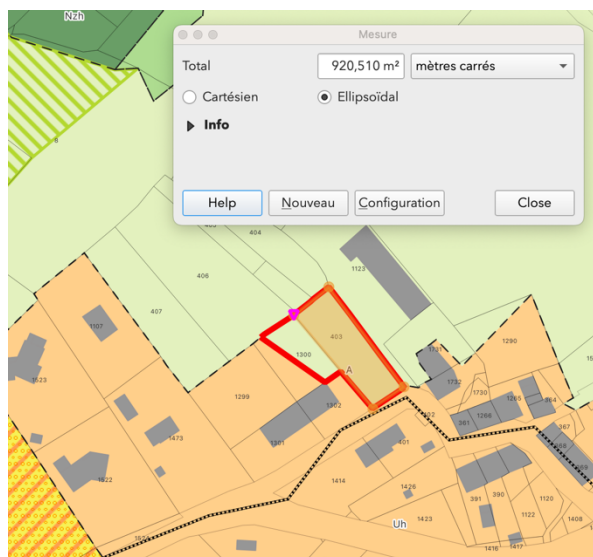 Nzh
Mesure
Total
920,510 m²
mètres carrés
Cartésien
Ellipsoïdal
Info
Help
Nouveau
Configuration
Close
404
406
1123
407
403
1107
1300
A
1290
1731
1732
1523
1299
1730
1302
1265
1266
361
367
1473
1301
401
1522
1414
1426
391
390
1120
1122
1423
Uh
1408
1416
1417